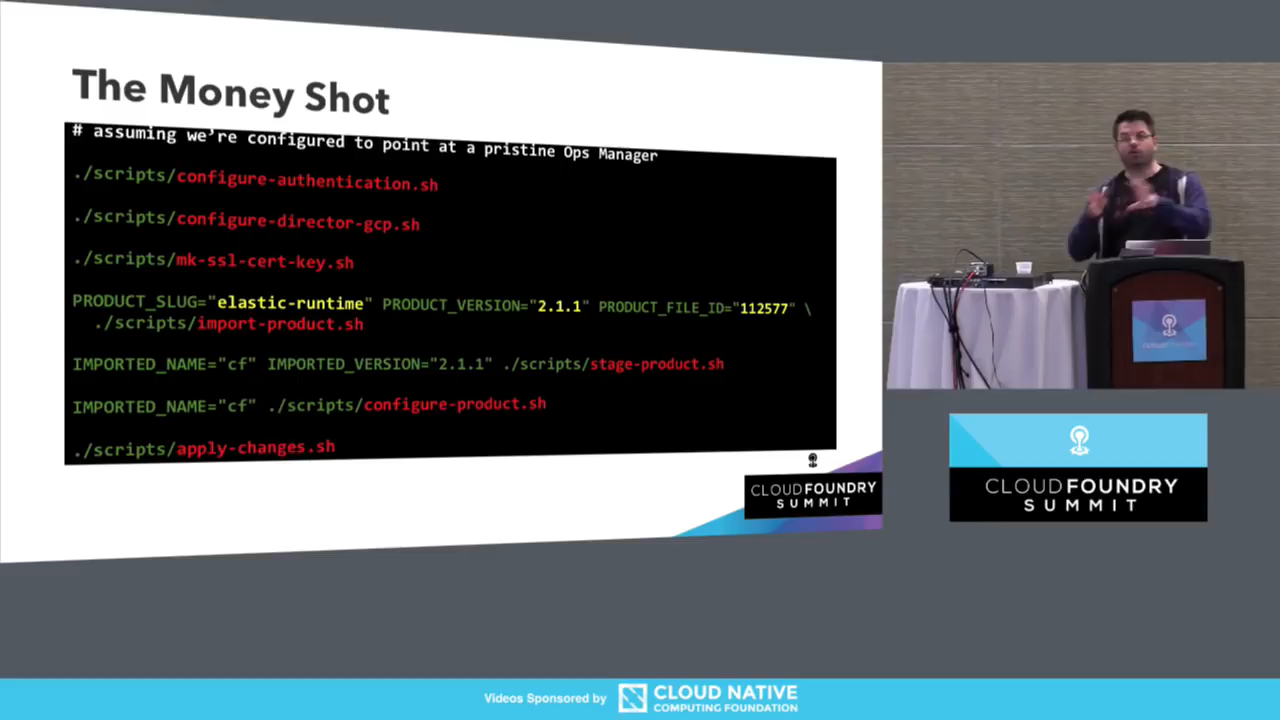 The Money Shot
# assuming we're configured to point at a pristine Ops Manager
./scripts/configure-authentication.sh
./scripts/configure-director-gcp.sh
./scripts/mk-ssl-cert-key.sh
PRODUCT_SLUG="elastic-runtime" PRODUCT_VERSION="2.1.1" PRODUCT_FILE_ID="112577" \
./scripts/import-product.sh
IMPORTED_NAME="cf" IMPORTED_VERSION="2.1.1" ./scripts/stage-product.sh
IMPORTED_NAME="cf" ./scripts/configure-product.sh
./scripts/apply-changes.sh
CLOUDFOUNDRY
SUMMIT
CLOUDFOUNDRY
SUMMIT
Videos Sponsored by
CLOUD NATIVE
COMPUTING FOUNDATION